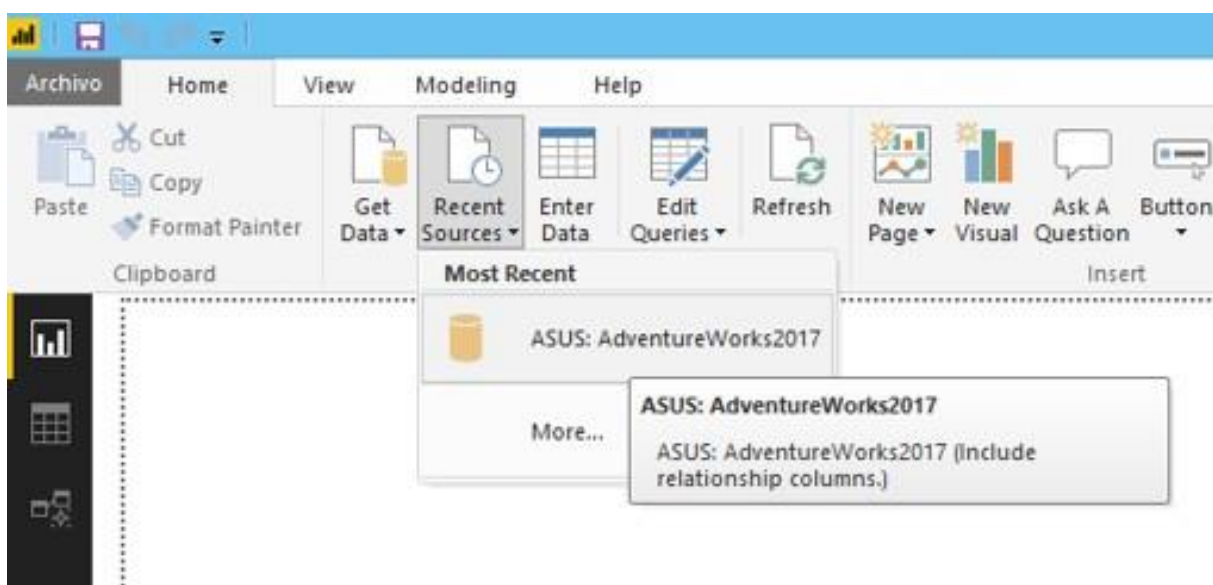 Archivo Home View Modeling Help
Cut
Copy
Format Painter
Paste
Clipboard
Get Data
Recent Sources
Enter Data
Edit Queries
Refresh
New Page
New Visual
Ask A Question
Button
Insert
Most Recent
ASUS: AdventureWorks2017
More...
ASUS: AdventureWorks2017
ASUS: AdventureWorks2017 (Include
relationship columns.)